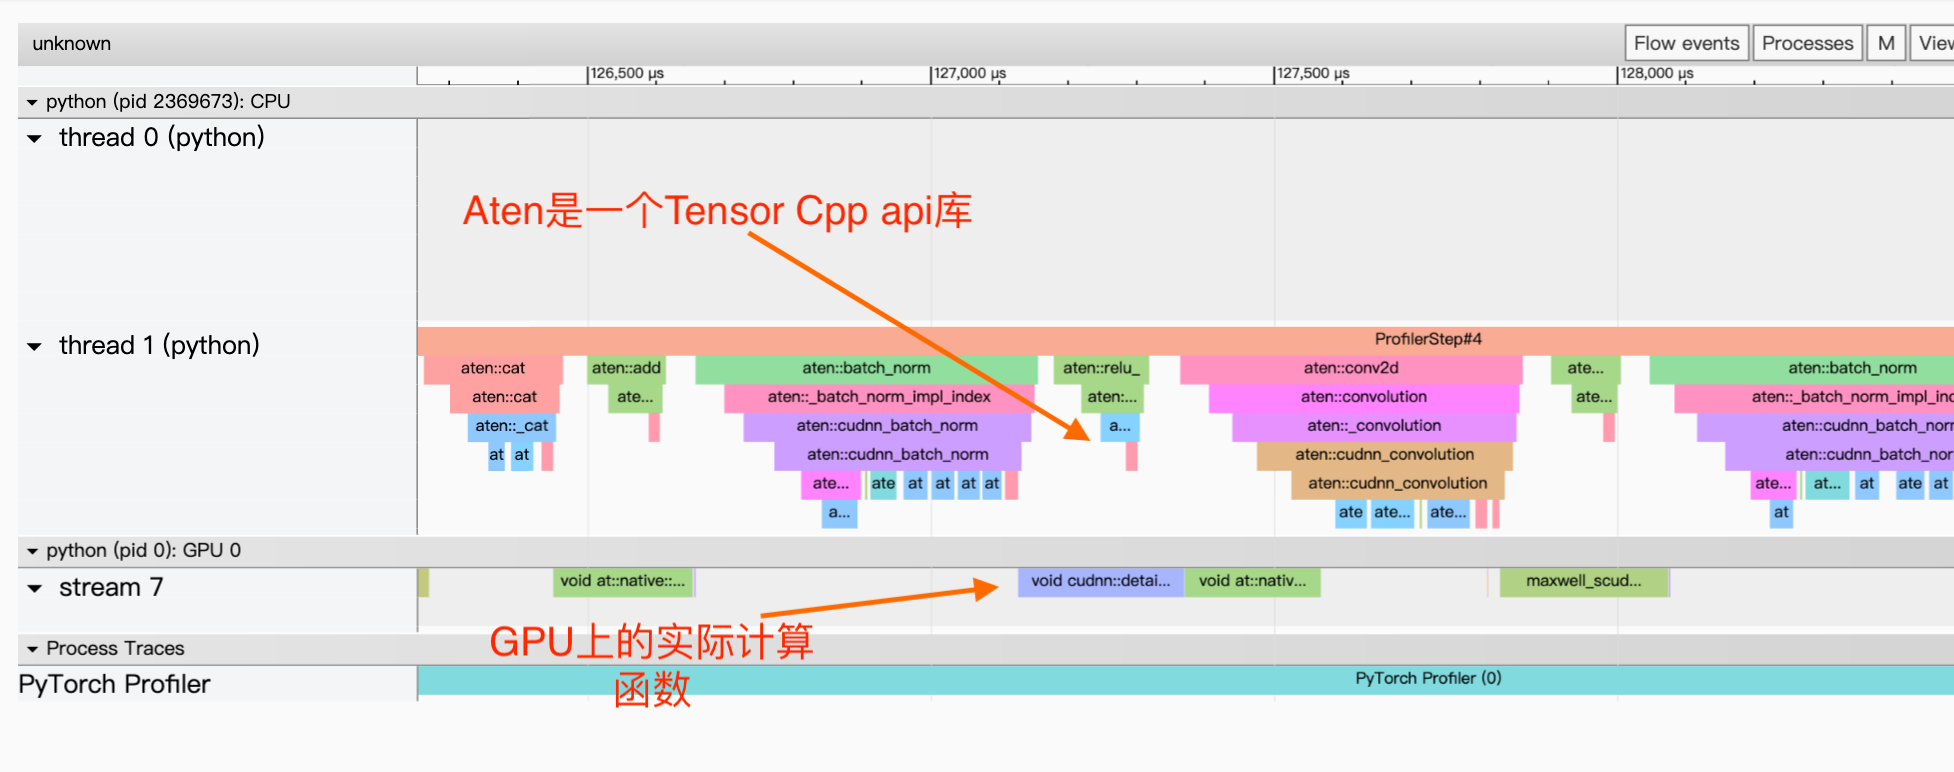 unknown
Flow events Processes M View
126,500 µs 127,000 µs 127,500 µs 128,000 µs
python (pid 2369673): CPU
thread 0 (python)
Aten是一个Tensor Cpp api库
thread 1 (python)
ProfilerStep#4
aten::cat aten::add aten::batch_norm aten::relu_ aten::conv2d ate... aten::batch_norm
aten::cat ate... aten::_batch_norm_impl_index aten:... aten::convolution ate... aten::_batch_norm_impl_inc
aten::_cat aten::cudnn_batch_norm a... aten::_convolution aten::cudnn_batch_norr
at at aten::cudnn_batch_norm aten::cudnn_convolution aten::cudnn_batch_nor
ate... ate at at at at aten::cudnn_convolution ate... at... at ate at
a... ate ate... ate... at
python (pid 0): GPU 0
stream 7
void at::native::... void cudnn::detai... void at::nativ... maxwell_scud...
GPU上的实际计算
函数
Process Traces
PyTorch Profiler
PyTorch Profiler (0)